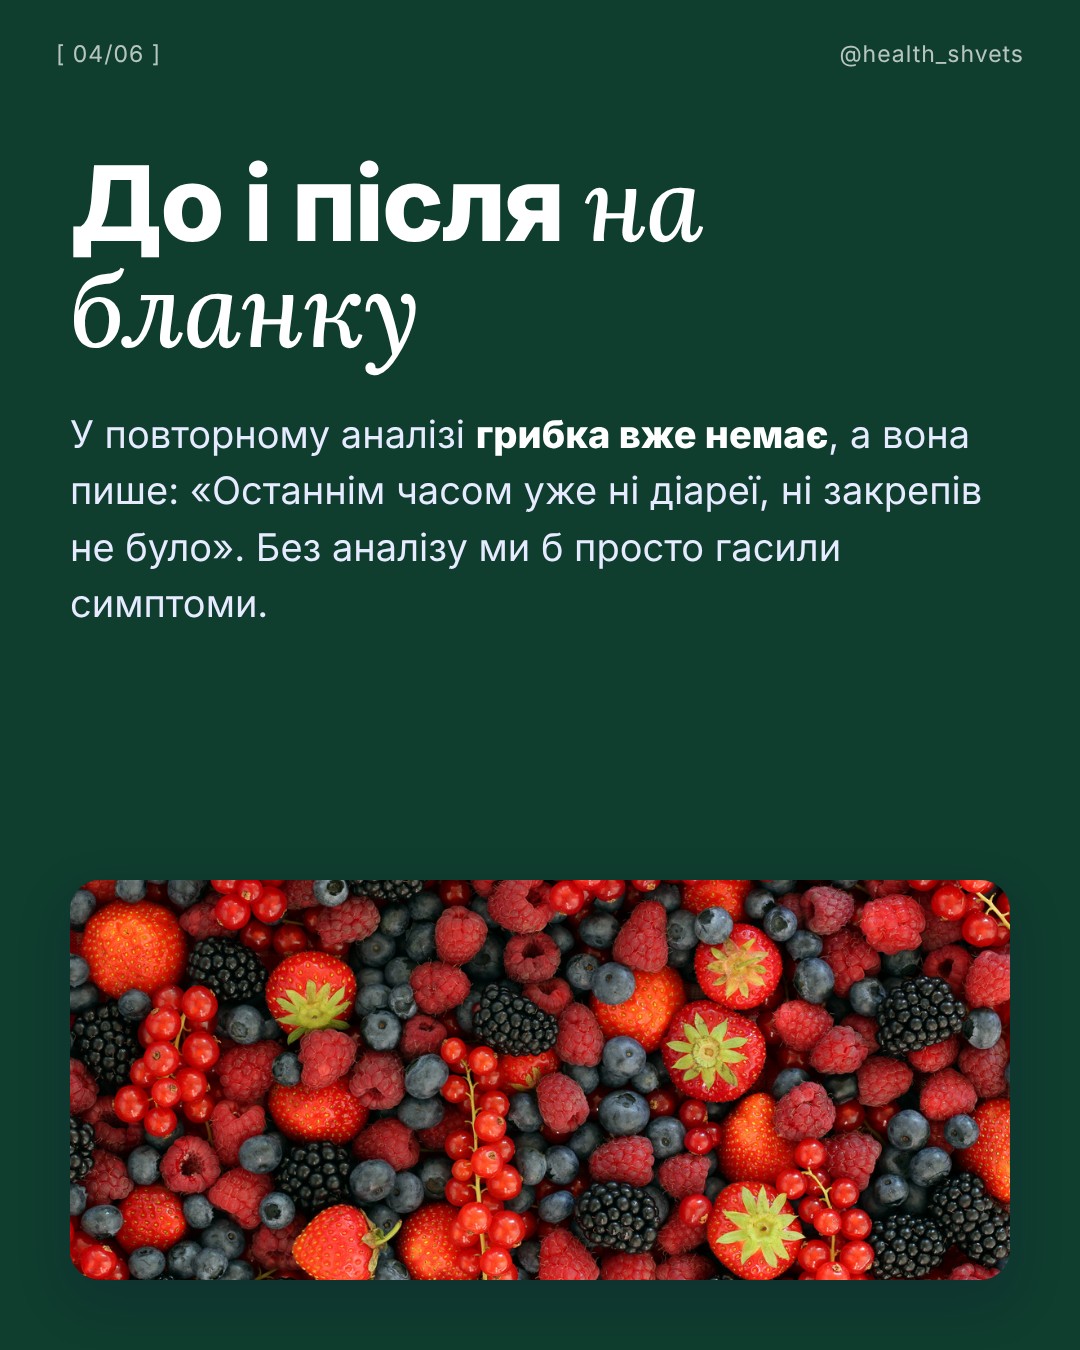 [ 04/06 ]
@health_shvets
До і після на
бланку
У повторному аналізі грибка вже немає, а вона
пише: «Останнім часом уже ні діареї, ні закрепів
не було». Без аналізу ми б просто гасили
симптоми.